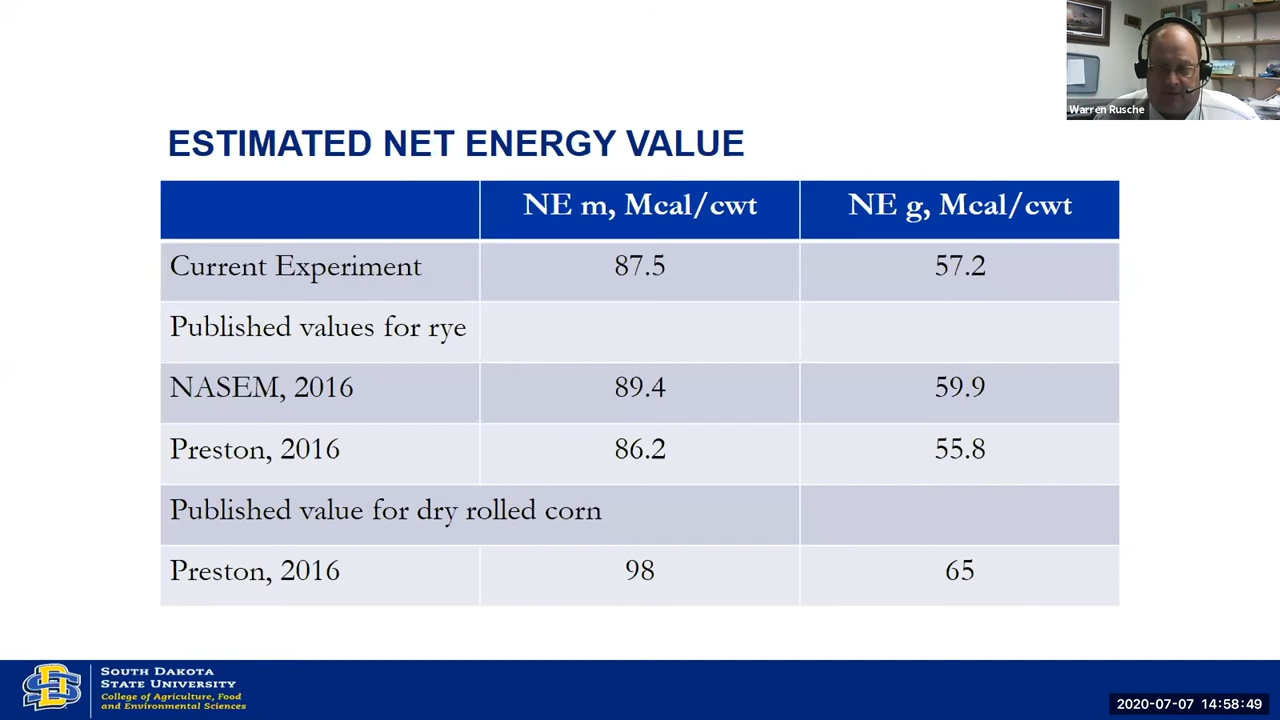 Warren Rusche
ESTIMATED NET ENERGY VALUE
NE m, Mcal/cwt NE g, Mcal/cwt
Current Experiment 87.5 57.2
Published values for rye
NASEM, 2016 89.4 59.9
Preston, 2016 86.2 55.8
Published value for dry rolled corn
Preston, 2016 98 65
SOUTH DAKOTA
STATE UNIVERSITY
College of Agriculture, Food
and Environmental Sciences
2020-07-07 14:58:49